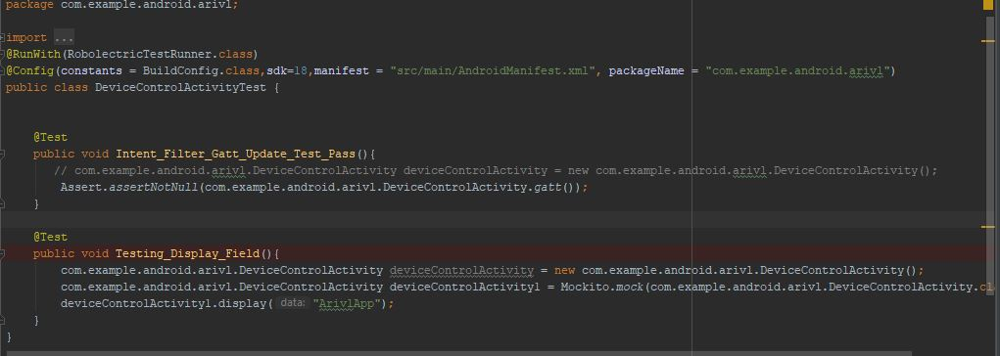 package com.example.android.arivl;
import ...
@RunWith(RobolectricTestRunner.class)
@Config(constants = BuildConfig.class,sdk=18,manifest = "src/main/AndroidManifest.xml", packageName = "com.example.android.arivl")
public class DeviceControlActivityTest {
@Test
public void Intent_Filter_Gatt_Update_Test_Pass(){
// com.example.android.arivl.DeviceControlActivity deviceControlActivity = new com.example.android.arivl.DeviceControlActivity();
Assert.assertNotNull(com.example.android.arivl.DeviceControlActivity.gatt());
}
@Test
public void Testing_Display_Field(){
com.example.android.arivl.DeviceControlActivity deviceControlActivity = new com.example.android.arivl.DeviceControlActivity();
com.example.android.arivl.DeviceControlActivity deviceControlActivity1 = Mockito.mock(com.example.android.arivl.DeviceControlActivity.cl
deviceControlActivity1.display( data: "ArivlApp");
}
}